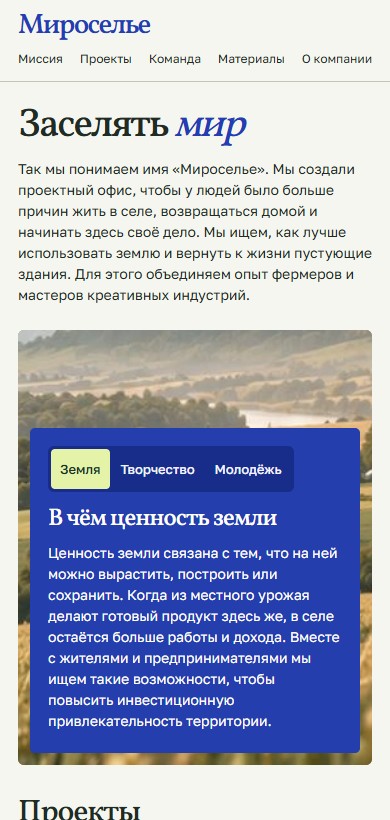 Мироселье
Миссия Проекты Команда Материалы О компании
Заселять мир
Так мы понимаем имя «Мироселье». Мы создали
проектный офис, чтобы у людей было больше
причин жить в селе, возвращаться домой и
начинать здесь своё дело. Мы ищем, как лучше
использовать землю и вернуть к жизни пустующие
здания. Для этого объединяем опыт фермеров и
мастеров креативных индустрий.
Земля Творчество Молодёжь
В чём ценность земли
Ценность земли связана с тем, что на ней
можно вырастить, построить или
сохранить. Когда из местного урожая
делают готовый продукт здесь же, в селе
остаётся больше работы и дохода. Вместе
с жителями и предпринимателями мы
ищем такие возможности, чтобы
повысить инвестиционную
привлекательность территории.
Проекты